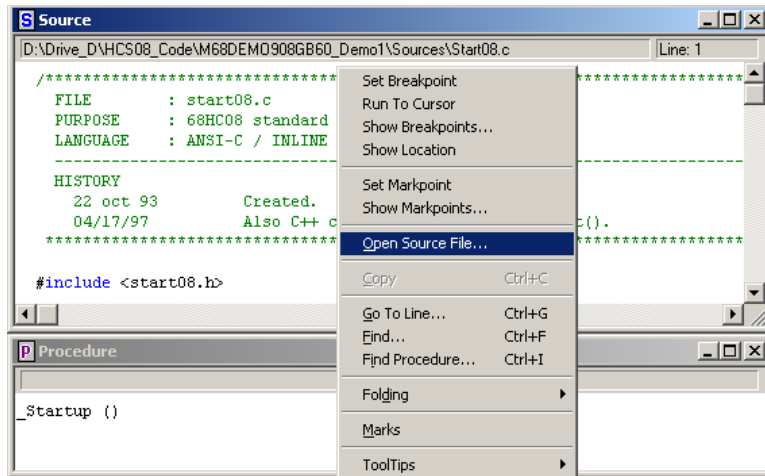 S Source
D:\Drive_D\HCS08_Code\M68DEMO908GB60_Demo1\Sources\Start08.c Line: 1
/*******************************
FILE : start08.c
PURPOSE : 68HC08 standard
LANGUAGE : ANSI-C / INLINE
HISTORY
22 oct 93 Created.
04/17/97 Also C++ c t().
#include <start08.h>
Set Breakpoint
Run To Cursor
Show Breakpoints...
Show Location
Set Markpoint
Show Markpoints...
Open Source File...
Copy Ctrl+C
Go To Line... Ctrl+G
Find... Ctrl+F
Find Procedure... Ctrl+I
Folding
Marks
ToolTips
P Procedure
_Startup ()